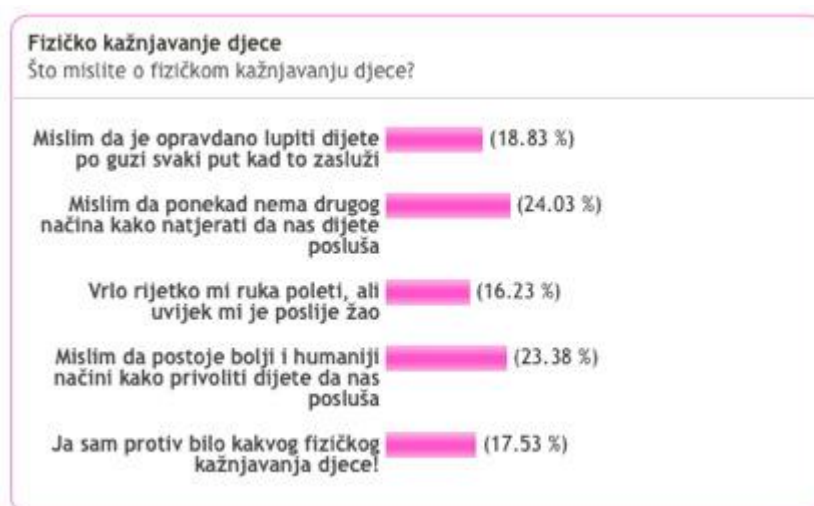 Fizičko kažnjavanje djece
Što mislite o fizičkom kažnjavanju djece?
Mislim da je opravdano lupiti dijete
po guzi svaki put kad to zasluži
(18.83 %)
Mislim da ponekad nema drugog
načina kako natjerati da nas dijete
posluša
(24.03 %)
Vrlo rijetko mi ruka poleti, ali
uvijek mi je poslije žao
(16.23 %)
Mislim da postoje bolji i humaniji
načini kako privoliti dijete da nas
posluša
(23.38 %)
Ja sam protiv bilo kakvog fizičkog
kažnjavanja djece!
(17.53 %)